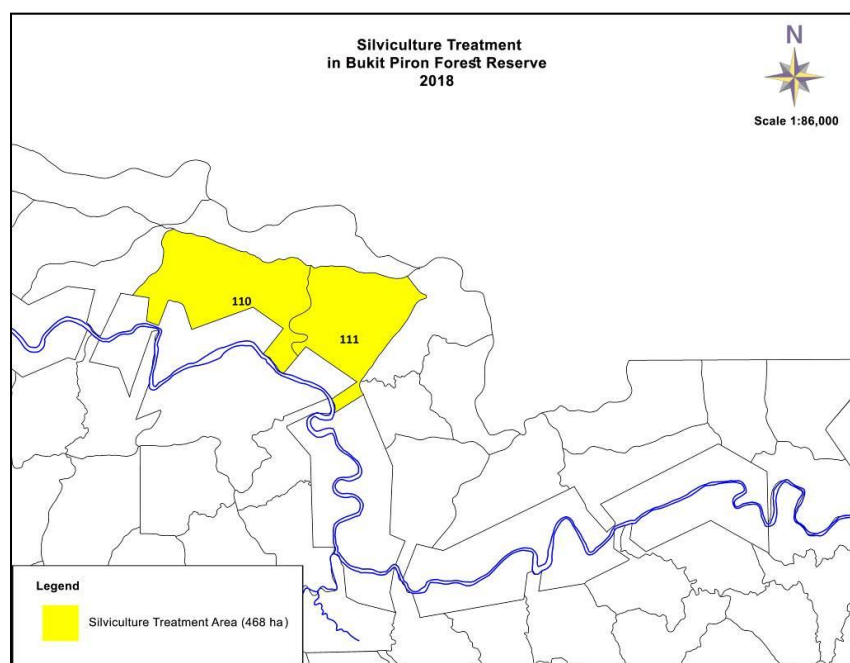 Silviculture Treatment
in Bukit Piron Forest Reserve
2018
N
Scale 1:86,000
110
111
Legend
Silviculture Treatment Area (468 ha)